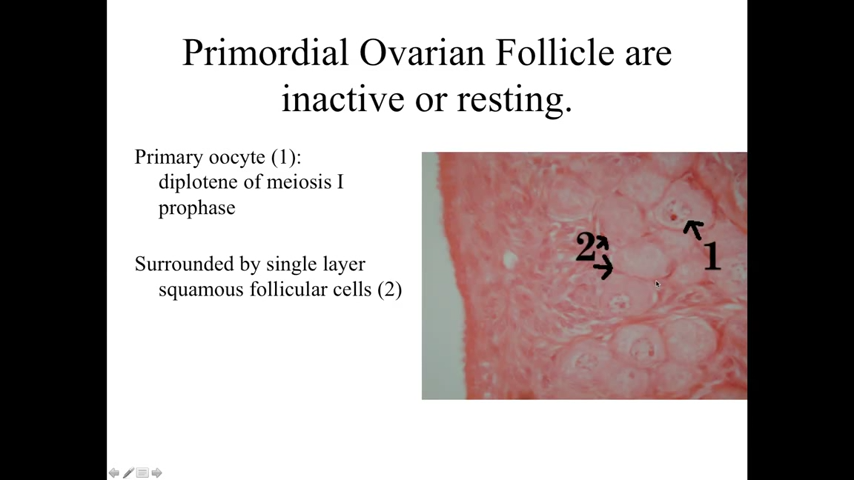 Primordial Ovarian Follicle are
inactive or resting.
Primary oocyte (1):
diplotene of meiosis I
prophase
Surrounded by single layer
squamous follicular cells (2)
2
1